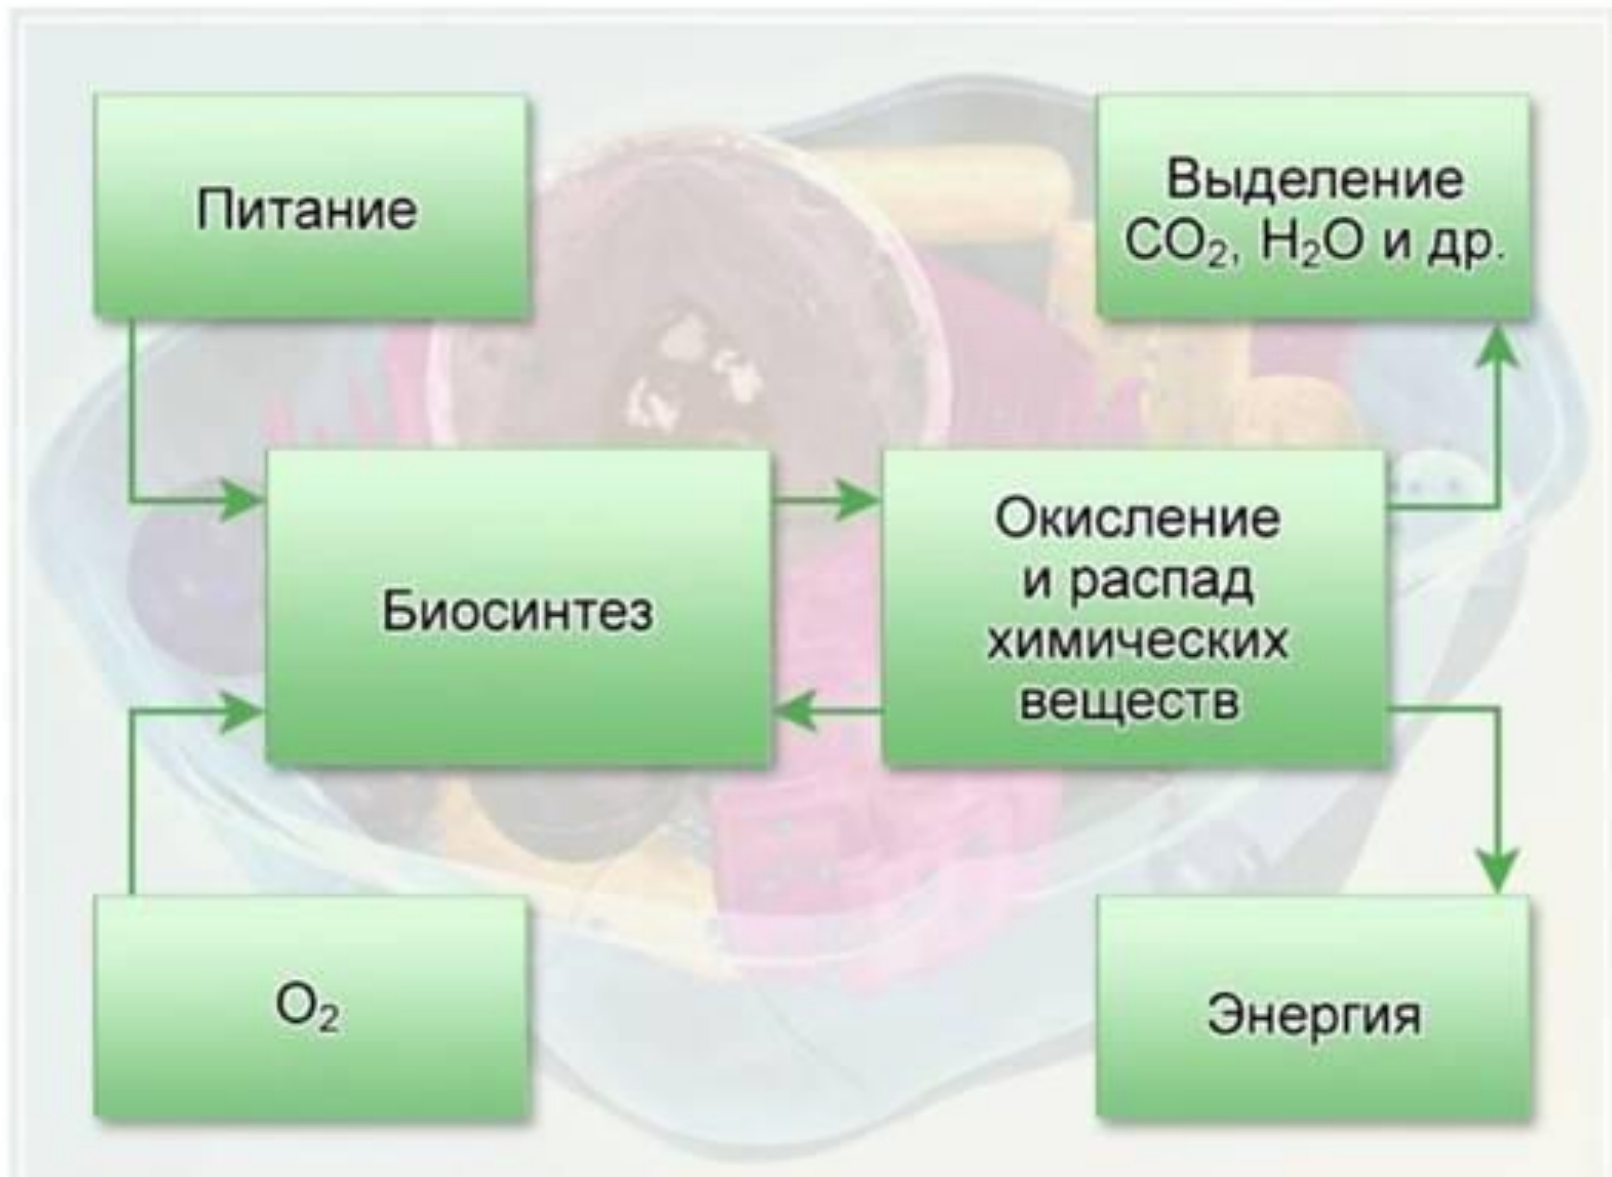 Питание
Выделение
CO₂, H₂O и др.
Биосинтез
Окисление
и распад
химических
веществ
O₂
Энергия